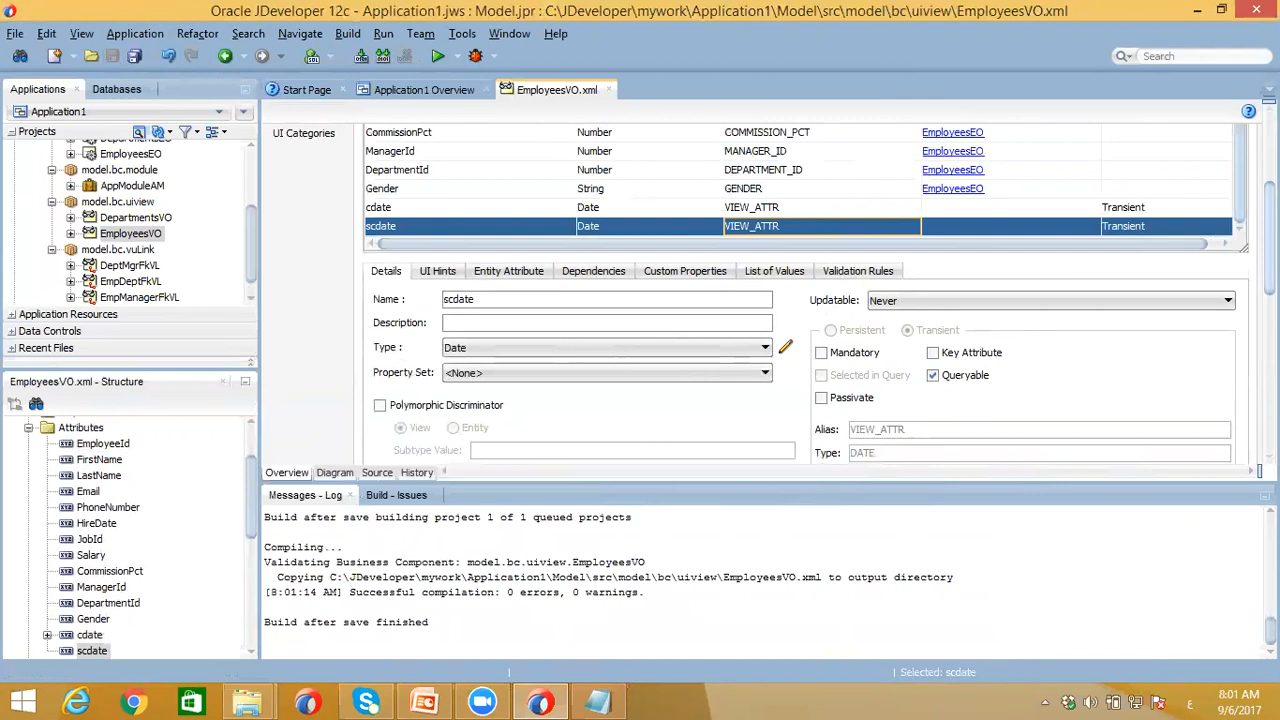 Oracle JDeveloper 12c - Application1.jws : Model.jpr : C:\JDeveloper\mywork\Application1\Model\src\model\bc\uiview\EmployeesVO.xml
File Edit View Application Refactor Search Navigate Build Run Team Tools Window Help
Search
Applications Databases
Start Page Application1 Overview EmployeesVO.xml
Application1
Projects
EmployeesEO
model.bc.module
AppModuleAM
model.bc.uiview
DepartmentsVO
EmployeesVO
model.bc.vuLink
DeptMgrFkVL
EmpDeptFkVL
EmpManagerFkVL
Application Resources
Data Controls
Recent Files
EmployeesVO.xml - Structure
Attributes
EmployeeId
FirstName
LastName
Email
PhoneNumber
HireDate
JobId
Salary
CommissionPct
ManagerId
DepartmentId
Gender
cdate
scdate
UI Categories
CommissionPct Number COMMISSION_PCT EmployeesEO
ManagerId Number MANAGER_ID EmployeesEO
DepartmentId Number DEPARTMENT_ID EmployeesEO
Gender String GENDER EmployeesEO
cdate Date VIEW_ATTR Transient
scdate Date VIEW_ATTR Transient
Details UI Hints Entity Attribute Dependencies Custom Properties List of Values Validation Rules
Name : scdate
Description:
Type : Date
Property Set: <None>
Polymorphic Discriminator
View Entity
Subtype Value:
Updatable: Never
Persistent Transient
Mandatory Key Attribute
Selected in Query Queryable
Passivate
Alias: VIEW_ATTR
Type: DATE
Overview Diagram Source History
Messages - Log Build - Issues
Build after save building project 1 of 1 queued projects
Compiling...
Validating Business Component: model.bc.uiview.EmployeesVO
Copying C:\JDeveloper\mywork\Application1\Model\src\model\bc\uiview\EmployeesVO.xml to output directory
[8:01:14 AM] Successful compilation: 0 errors, 0 warnings.
Build after save finished
Selected: scdate
ع
8:01 AM
9/6/2017